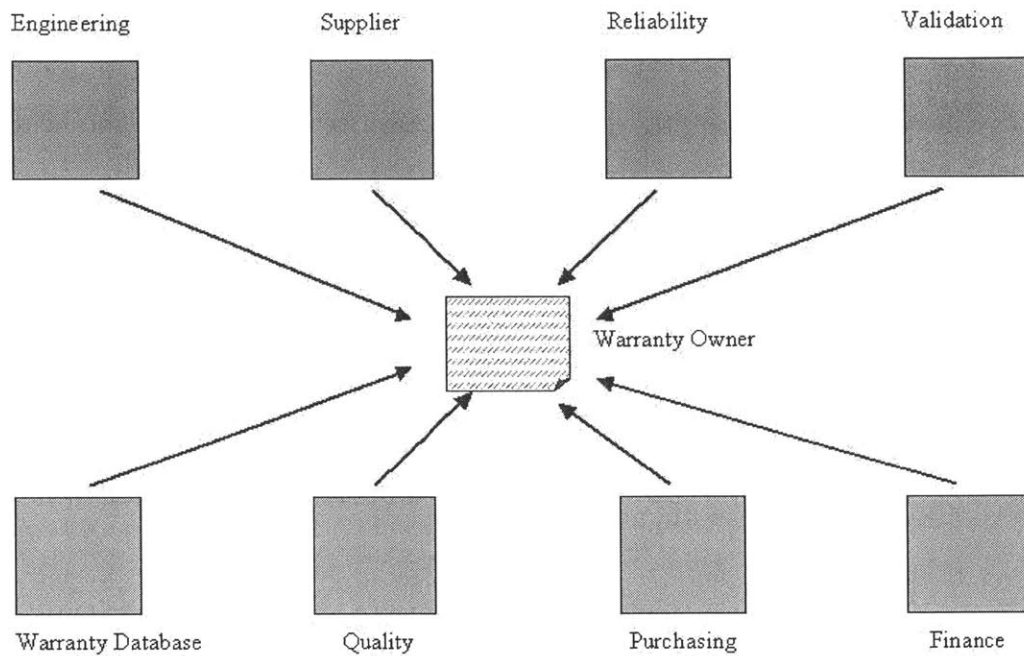 Engineering
Supplier
Reliability
Validation
Warranty Owner
Warranty Database
Quality
Purchasing
Finance